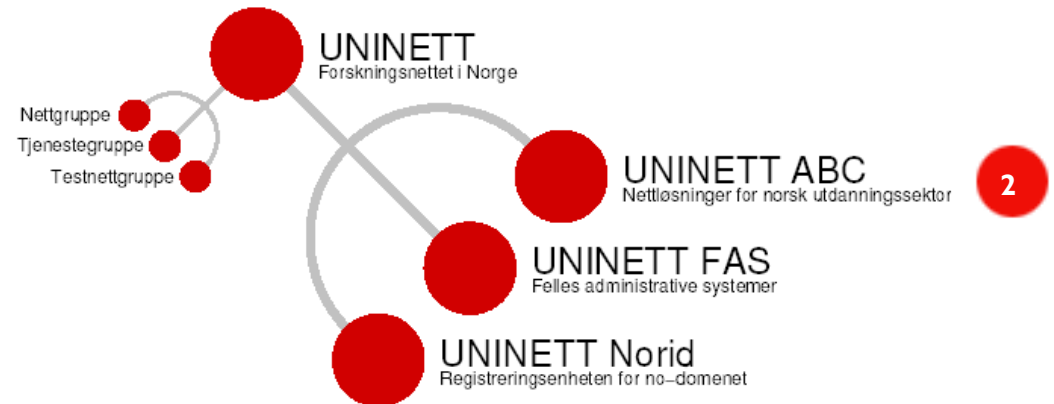 UNINETT
Forskningsnettet i Norge
Nettgruppe
Tjenestegruppe
Testnettgruppe
UNINETT ABC
Nettløsninger for norsk utdanningssektor
2
UNINETT FAS
Felles administrative systemer
UNINETT Norid
Registreringsenheten for no–domenet